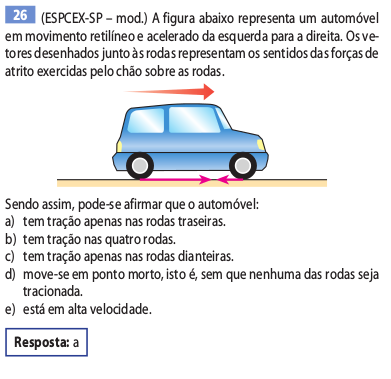 26 (ESPCEX-SP – mod.) A figura abaixo representa um automóvel
em movimento retilíneo e acelerado da esquerda para a direita. Os ve-
tores desenhados junto às rodas representam os sentidos das forças de
atrito exercidas pelo chão sobre as rodas.
Sendo assim, pode-se afirmar que o automóvel:
a) tem tração apenas nas rodas traseiras.
b) tem tração nas quatro rodas.
c) tem tração apenas nas rodas dianteiras.
d) move-se em ponto morto, isto é, sem que nenhuma das rodas seja
tracionada.
e) está em alta velocidade.
Resposta: a